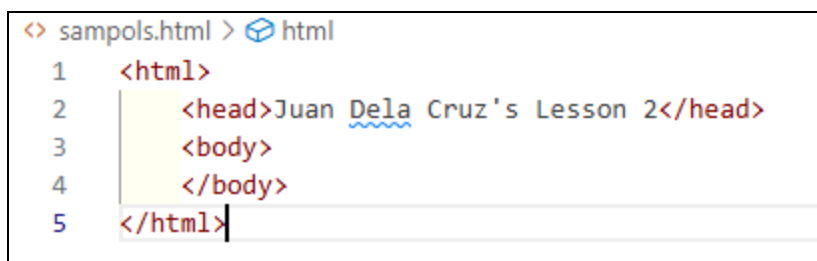 <> sampols.html > html
1 <html>
2 <head>Juan Dela Cruz's Lesson 2</head>
3 <body>
4 </body>
5 </html>